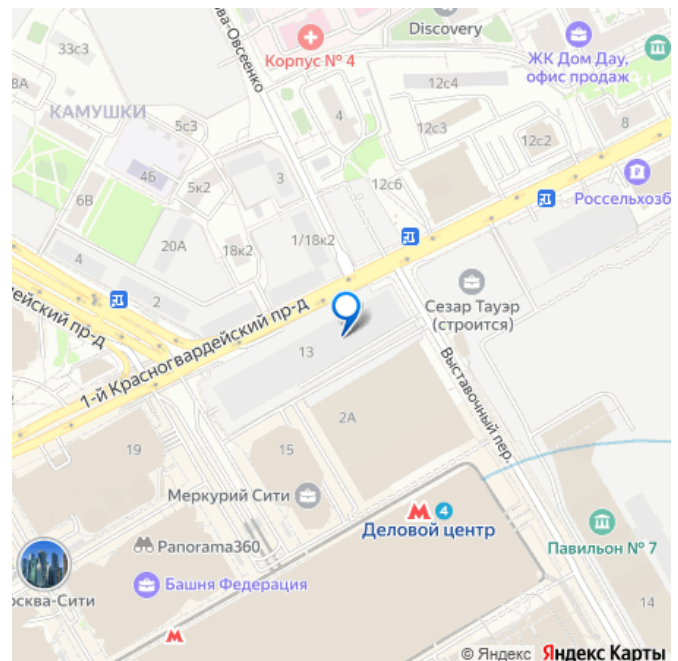 Discovery
33с3
Корпус № 4
ова-Овсеенко
ЖК Дом Дау,
офис продаж
8А
12с4
КАМУШКИ
4
5с3
12с3
8
12с2
4Б
5к2
3
12с6
6В
Россельхозб
20А
18к2
1/18к2
4
2
ейский пр-д
Сезар Тауэр
(строится)
1-й Красногвардейский пр-д
13
Выставочный пер.
2А
19
15
Меркурий Сити
4
Деловой центр
Panorama360
Павильон № 7
Башня Федерация
осква-Сити
14
© Яндекс Яндекс Карты